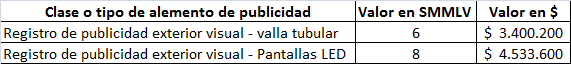 Clase o tipo de alemento de publicidad Valor en SMMLV Valor en $
Registro de publicidad exterior visual - valla tubular 6 $ 3.400.200
Registro de publicidad exterior visual - Pantallas LED 8 $ 4.533.600